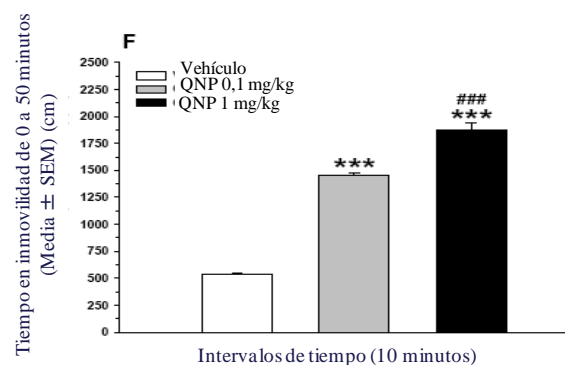 F
Tiempo en inmovilidad de 0 a 50 minutos
(Media ± SEM) (cm)
2500
2250
2000
1750
1500
1250
1000
750
500
250
0
Vehículo
QNP 0,1 mg/kg
QNP 1 mg/kg
***
###
***
Intervalos de tiempo (10 minutos)